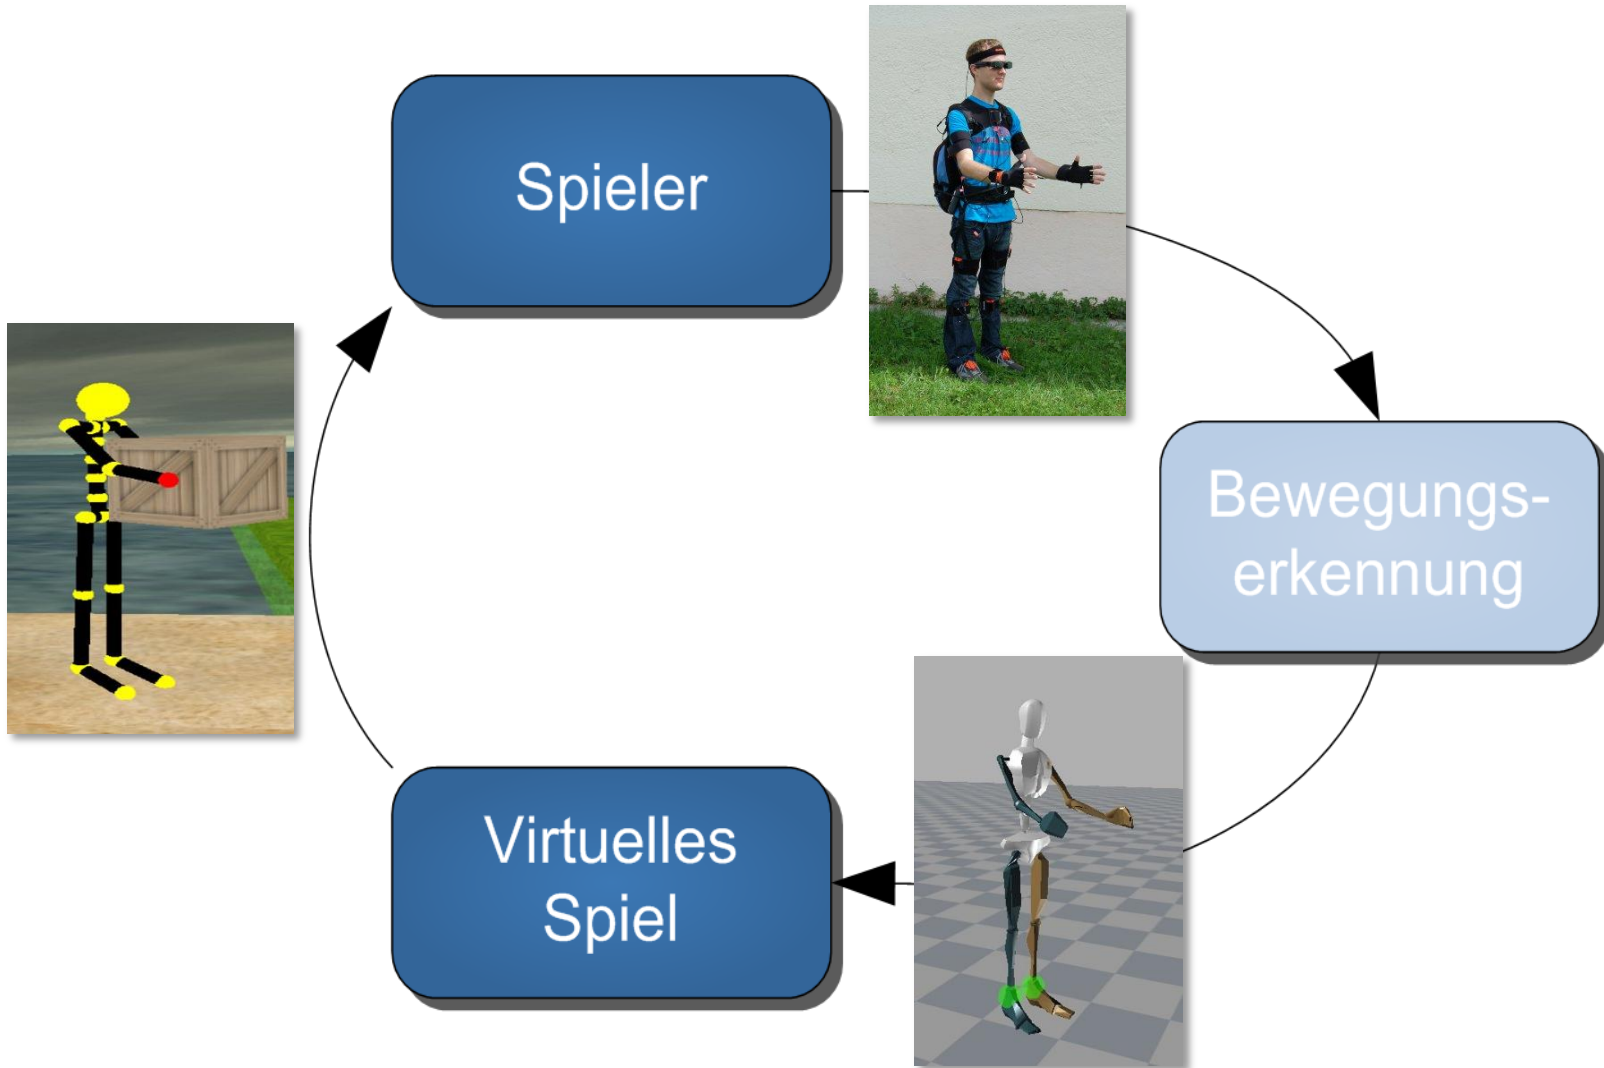 Spieler
Bewegungs-
erkennung
Virtuelles
Spiel